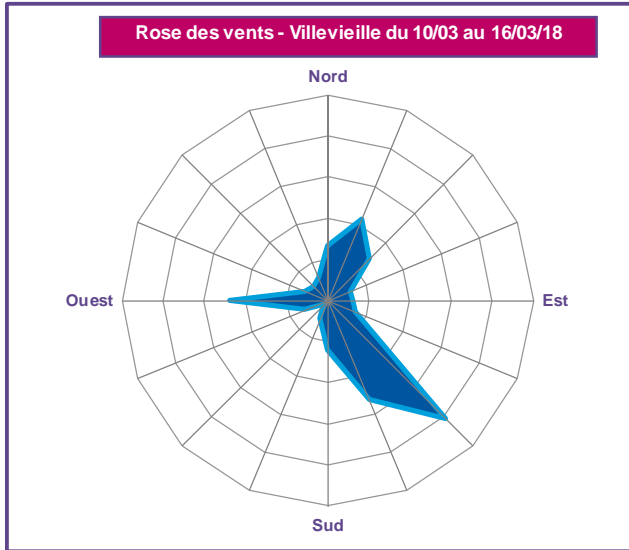 Rose des vents - Villevieille du 10/03 au 16/03/18
Nord
Ouest
Est
Sud